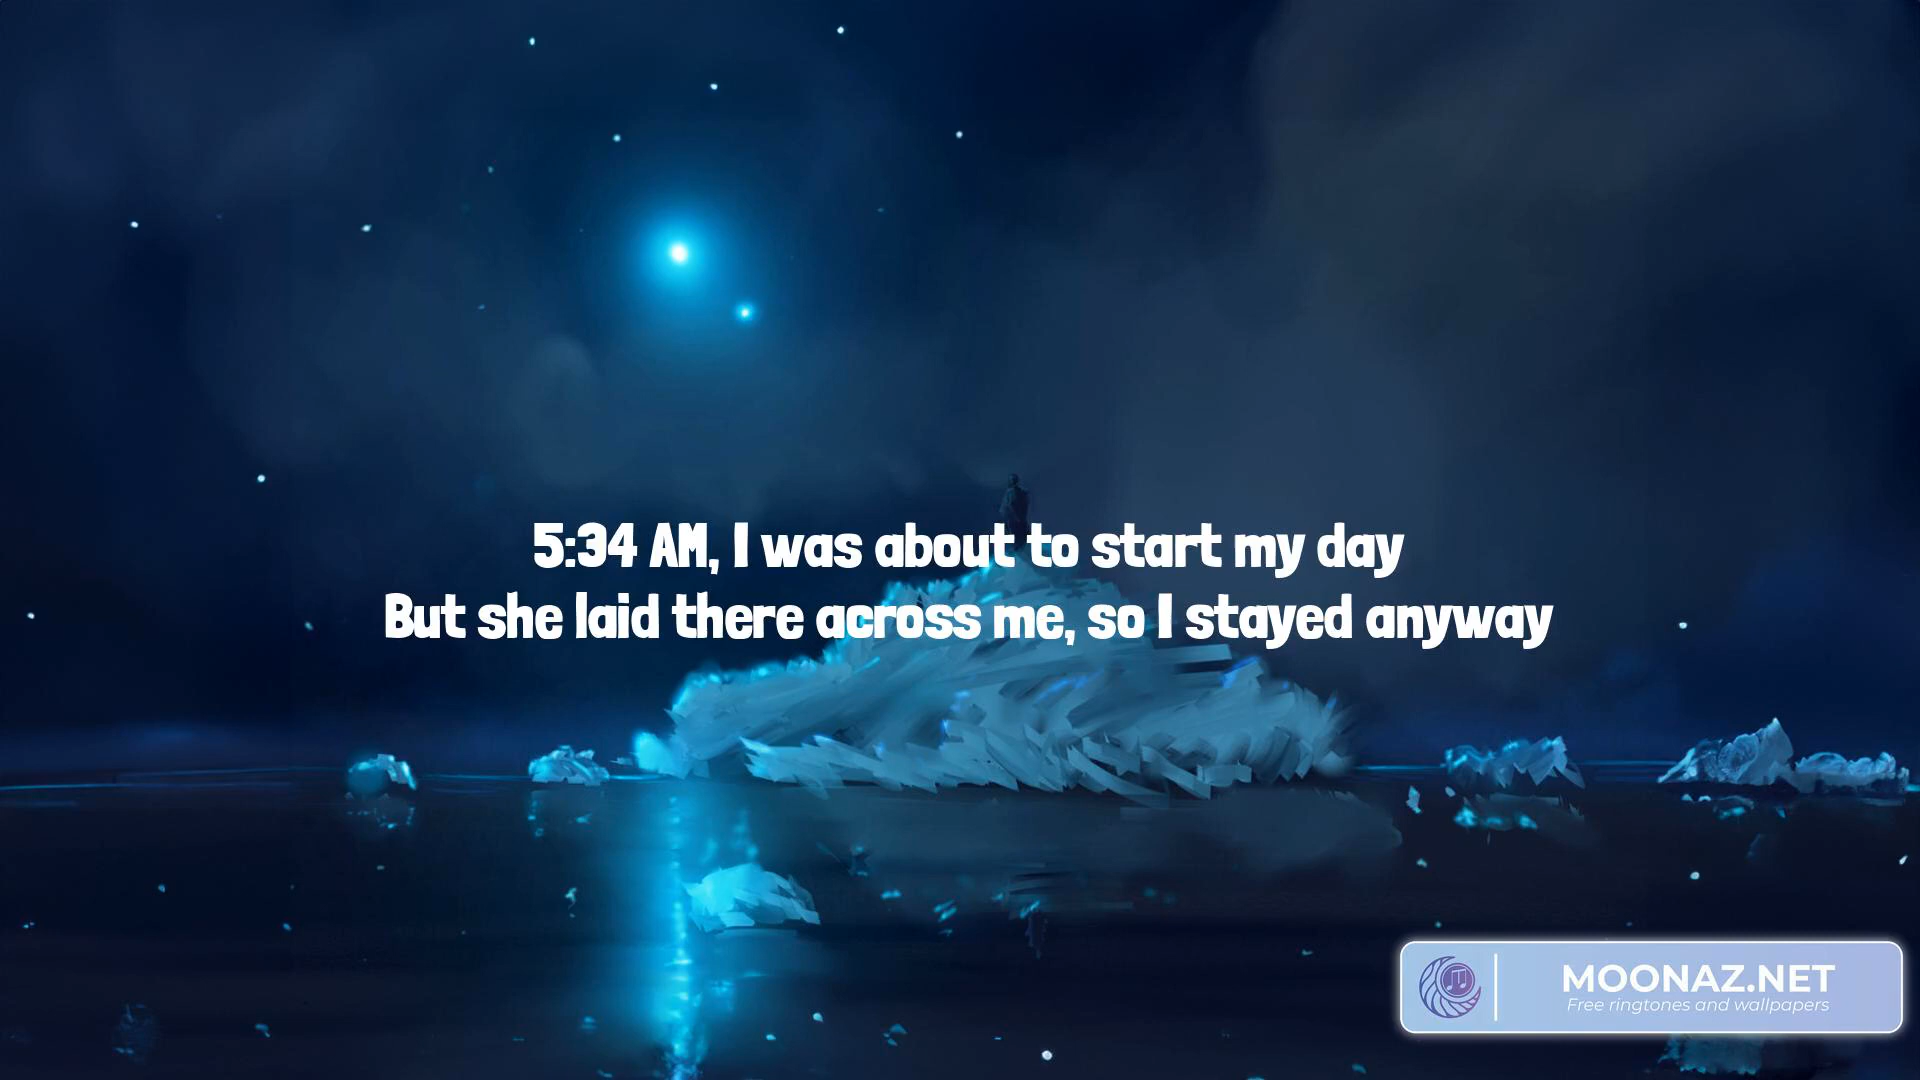 5:34 AM, I was about to start my day
But she laid there across me, so I stayed anyway
MOONAZ.NET
Free ringtones and wallpapers